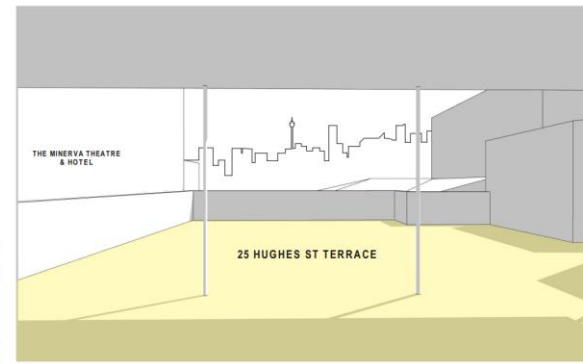 THE MINERVA THEATRE
& HOTEL
25 HUGHES ST TERRACE